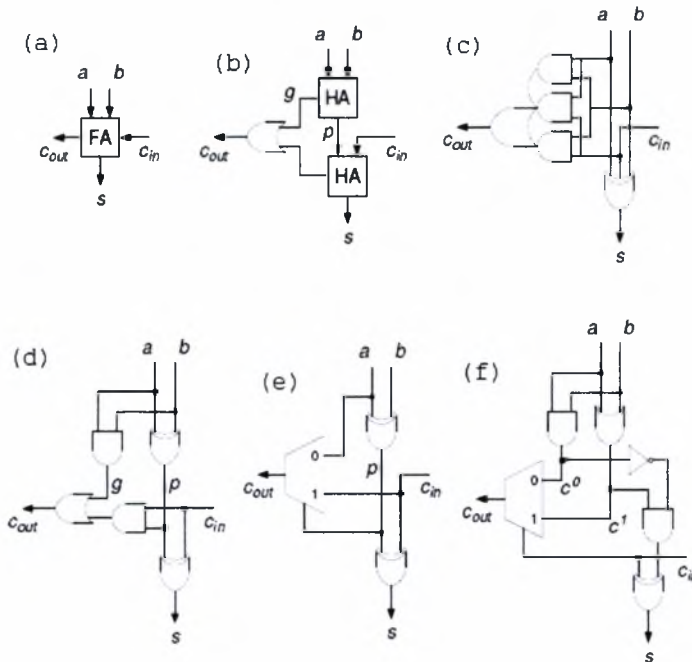 (a)
a b
FA
c_out c_in
s
(b)
a b
g HA
p
c_out c_in
HA
s
(c)
a b
c_out c_in
s
(d)
a b
g p
c_out c_in
s
(e)
a b
0
p
c_out c_in
1
s
(f)
a b
0
c^0
c_out
1 c^1
c_i
s